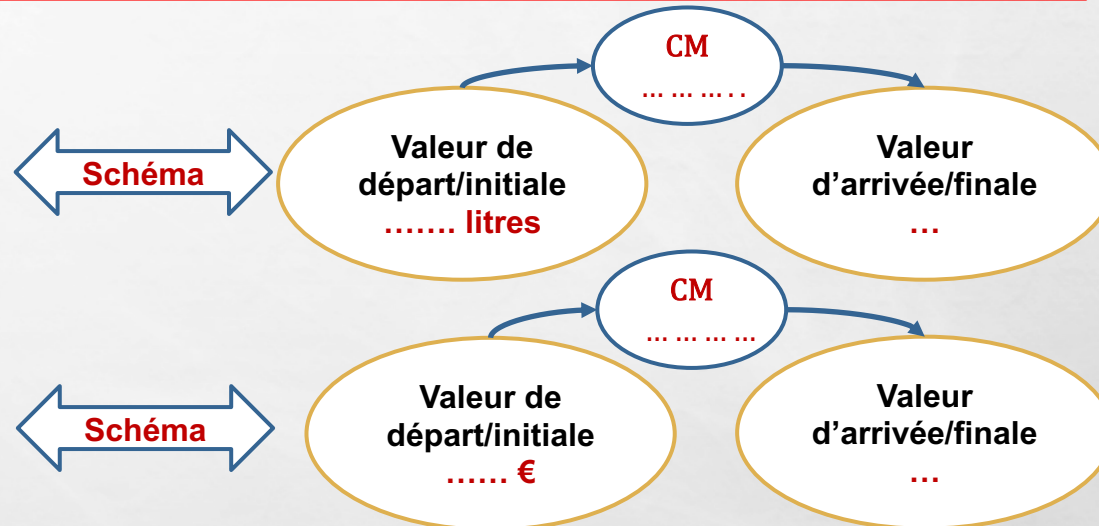 CM
... ... ... . .
Schéma
Valeur de
départ/initiale
....... litres
Valeur
d'arrivée/finale
...
CM
... ... ... ...
Schéma
Valeur de
départ/initiale
...... €
Valeur
d'arrivée/finale
...